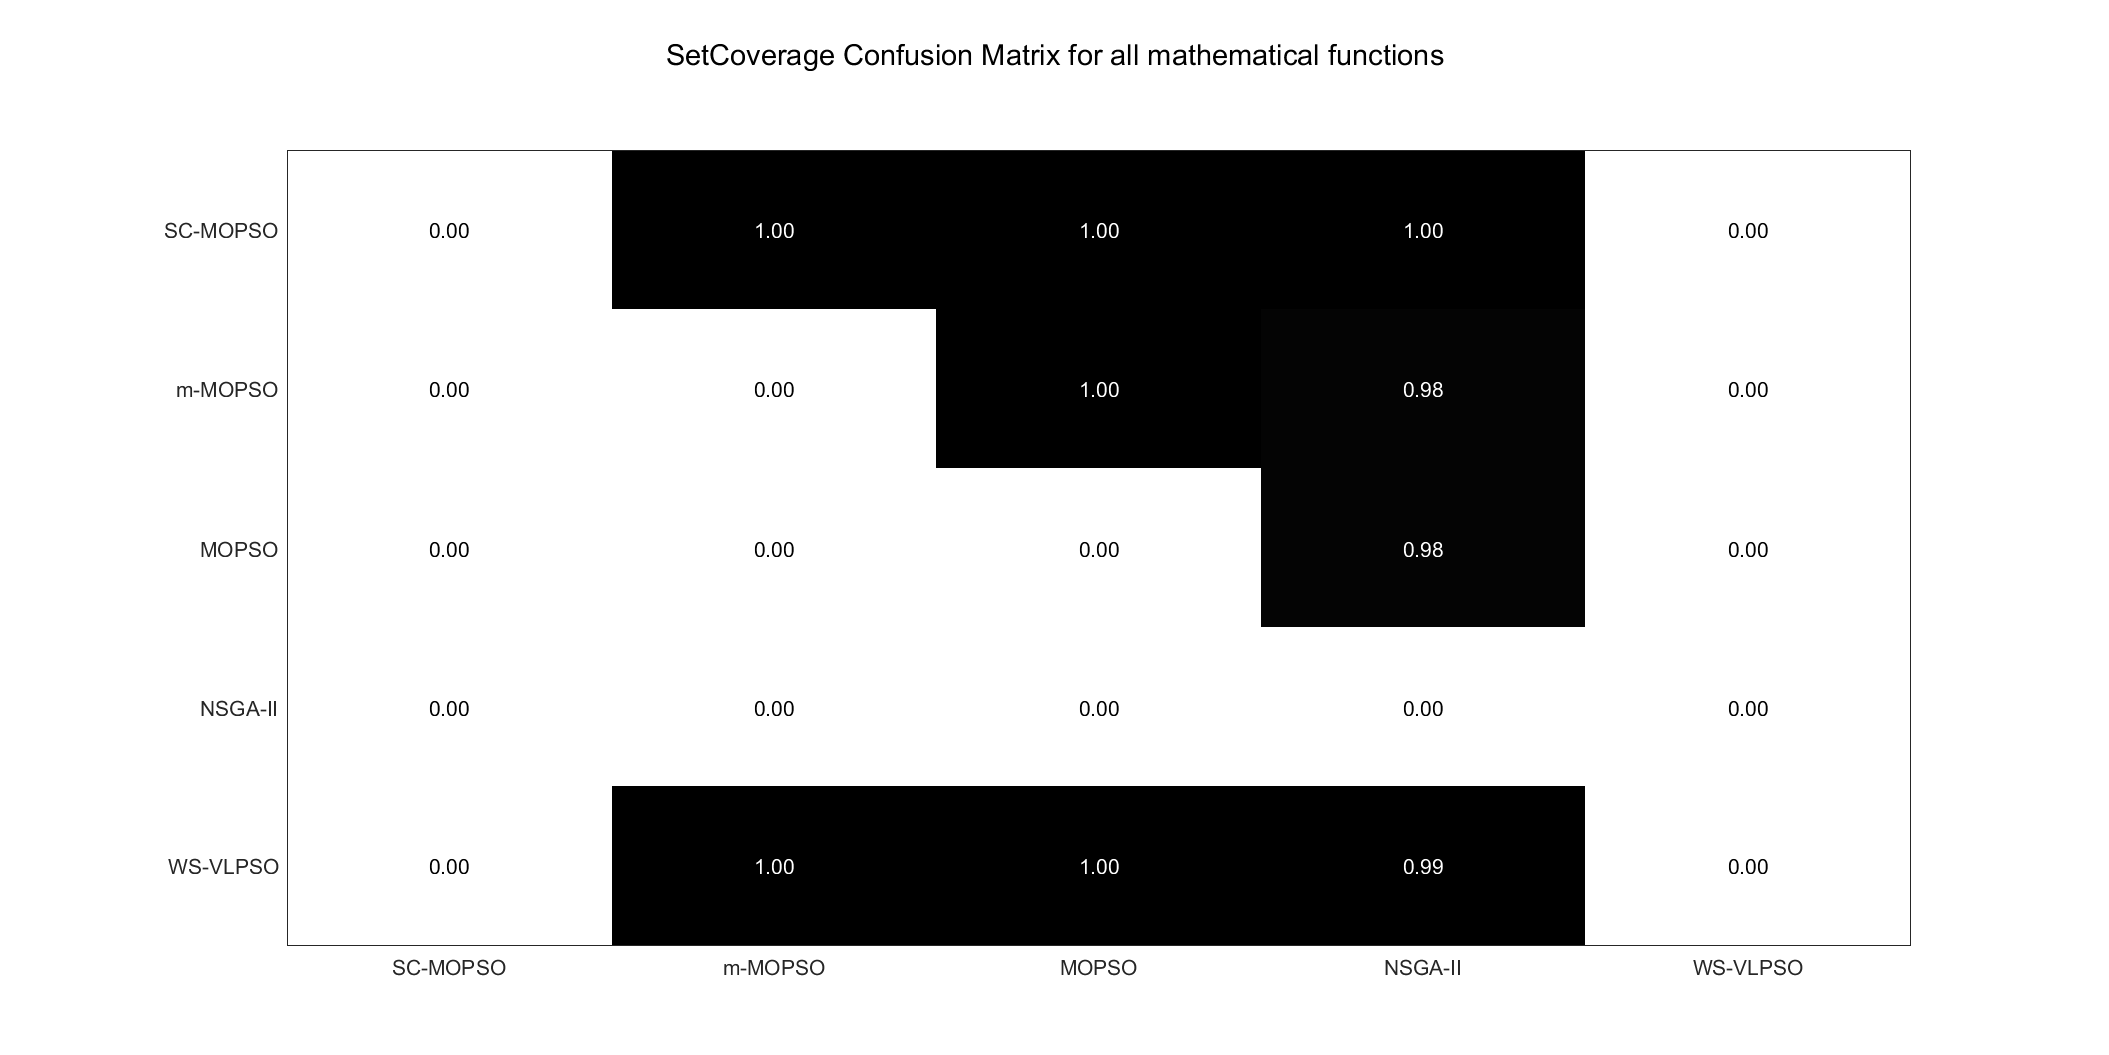 SetCoverage Confusion Matrix for all mathematical functions
SC-MOPSO 0.00 1.00 1.00 1.00 0.00
m-MOPSO 0.00 0.00 1.00 0.98 0.00
MOPSO 0.00 0.00 0.00 0.98 0.00
NSGA-II 0.00 0.00 0.00 0.00 0.00
WS-VLPSO 0.00 1.00 1.00 0.99 0.00
SC-MOPSO m-MOPSO MOPSO NSGA-II WS-VLPSO